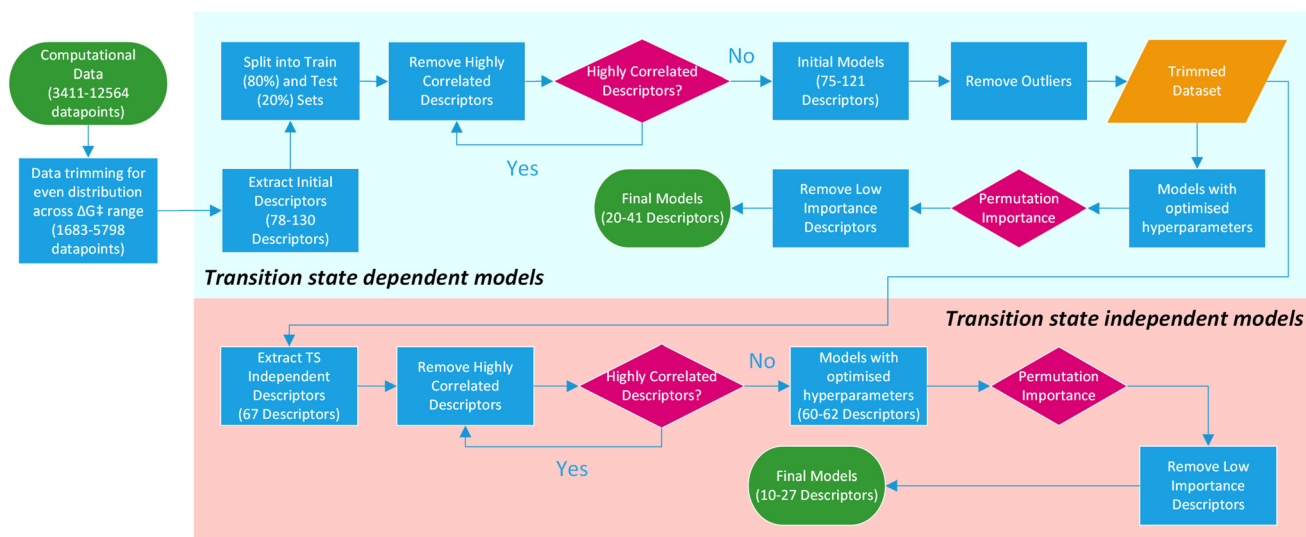 Computational
Data
(3411-12564
datapoints)
Data trimming for
even distribution
across ΔG‡ range
(1683-5798
datapoints)
Split into Train
(80%) and Test
(20%) Sets
Extract Initial
Descriptors
(78-130
Descriptors)
Remove Highly
Correlated
Descriptors
Highly Correlated
Descriptors?
No
Yes
Initial Models
(75-121
Descriptors)
Remove Outliers
Trimmed
Dataset
Models with
optimised
hyperparameters
Permutation
Importance
Remove Low
Importance
Descriptors
Final Models
(20-41 Descriptors)
Transition state dependent models
Transition state independent models
Extract TS
Independent
Descriptors
(67 Descriptors)
Remove Highly
Correlated
Descriptors
Highly Correlated
Descriptors?
No
Yes
Models with
optimised
hyperparameters
(60-62 Descriptors)
Permutation
Importance
Remove Low
Importance
Descriptors
Final Models
(10-27 Descriptors)